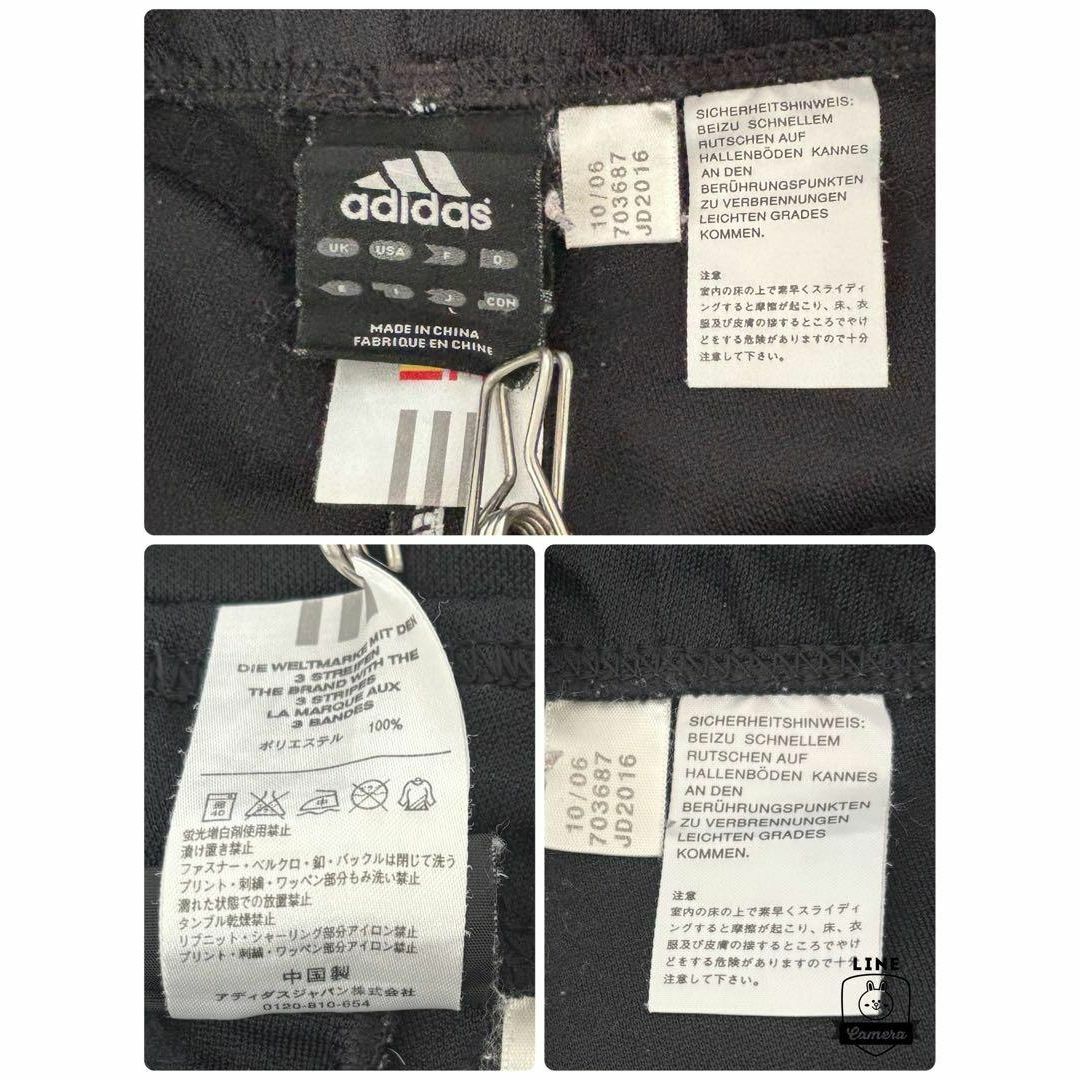 adidas
UK USA F D
E I J CDN
MADE IN CHINA
FABRIQUE EN CHINE
10/06
703687
JD2016
SICHERHEITSHINWEIS:
BEIZU SCHNELLEM
RUTSCHEN AUF
HALLENBÖDEN KANNES
AN DEN
BERÜHRUNGSPUNKTEN
ZU VERBRENNUNGEN
LEICHTEN GRADES
KOMMEN.
注意
室内の床の上で素早くスライディ
ングすると摩擦が起こり、床、衣
服及び皮膚の接するところでやけ
どをする危険がありますので十分
注意して下さい。
DIE WELTMARKE MIT DEN
3 STREIFEN
THE BRAND WITH THE
3 STRIPES
LA MARQUE AUX
3 BANDES
ポリエステル 100%
40
蛍光増白剤使用禁止
漬け置き禁止
ファスナー・ベルクロ・釦・バックルは閉じて洗う
プリント・刺繍・ワッペン部分もみ洗い禁止
濡れた状態での放置禁止
タンブル乾燥禁止
リブニット・シャーリング部分アイロン禁止
プリント・刺繍・ワッペン部分アイロン禁止
中国製
アディダスジャパン株式会社
0120-810-654
10/06
703687
JD2016
SICHERHEITSHINWEIS:
BEIZU SCHNELLEM
RUTSCHEN AUF
HALLENBÖDEN KANNES
AN DEN
BERÜHRUNGSPUNKTEN
ZU VERBRENNUNGEN
LEICHTEN GRADES
KOMMEN.
注意
室内の床の上で素早くスライディ
ングすると摩擦が起こり、床、衣
服及び皮膚の接するところでやけ
どをする危険がありますので十分
注意して下さい。
LINE
Camera